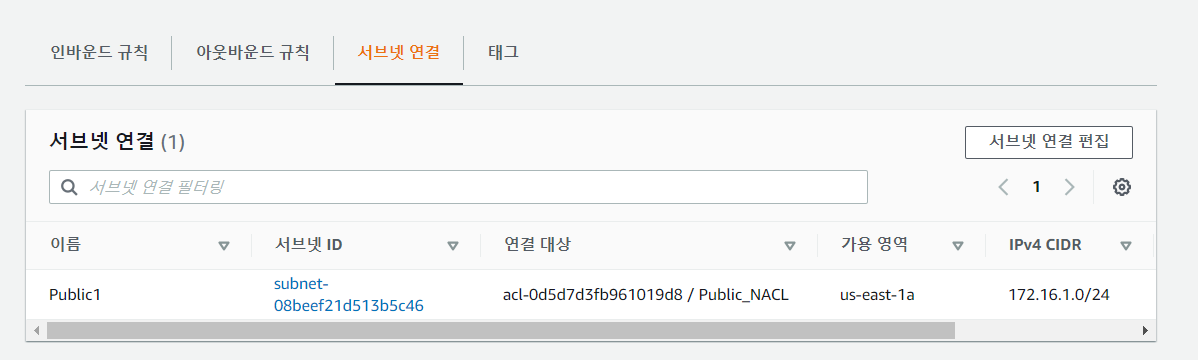 인바운드 규칙 아웃바운드 규칙 서브넷 연결 태그
서브넷 연결 (1)
서브넷 연결 편집
서브넷 연결 필터링
1
이름 서브넷 ID 연결 대상 가용 영역 IPv4 CIDR
Public1
subnet-
08beef21d513b5c46
acl-0d5d7d3fb961019d8 / Public_NACL
us-east-1a
172.16.1.0/24